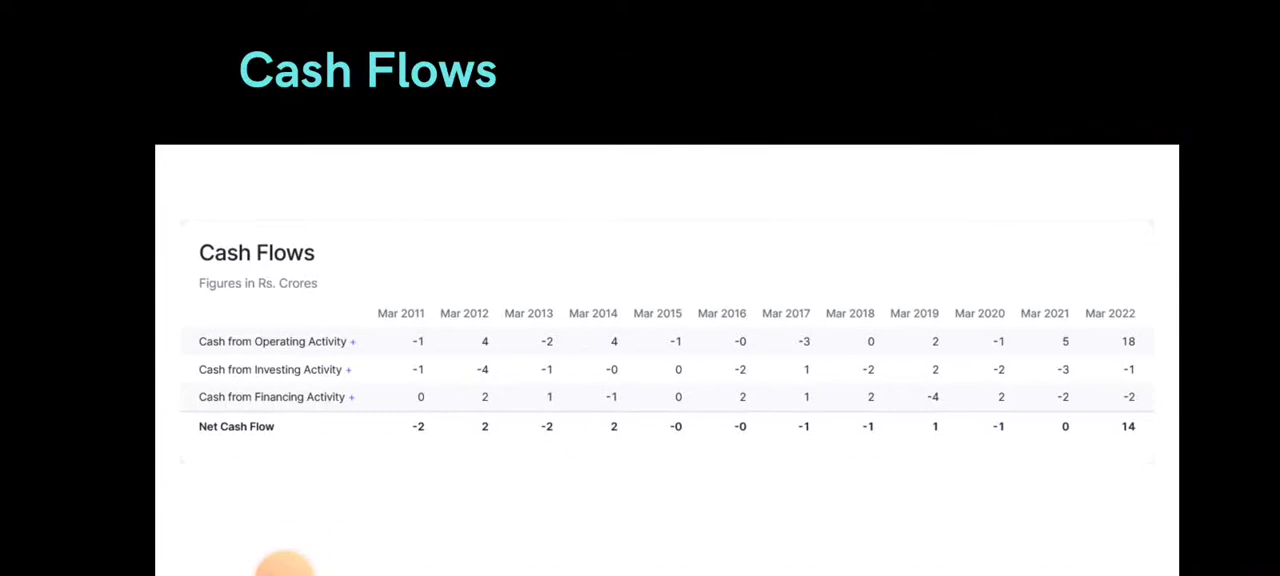 Cash Flows
Cash Flows
Figures in Rs. Crores
Mar 2011 Mar 2012 Mar 2013 Mar 2014 Mar 2015 Mar 2016 Mar 2017 Mar 2018 Mar 2019 Mar 2020 Mar 2021 Mar 2022
Cash from Operating Activity + -1 4 -2 4 -1 -0 -3 0 2 -1 5 18
Cash from Investing Activity + -1 -4 -1 -0 0 -2 1 -2 2 -2 -3 -1
Cash from Financing Activity + 0 2 1 -1 0 2 1 2 -4 2 -2 -2
Net Cash Flow -2 2 -2 2 -0 -0 -1 -1 1 -1 0 14